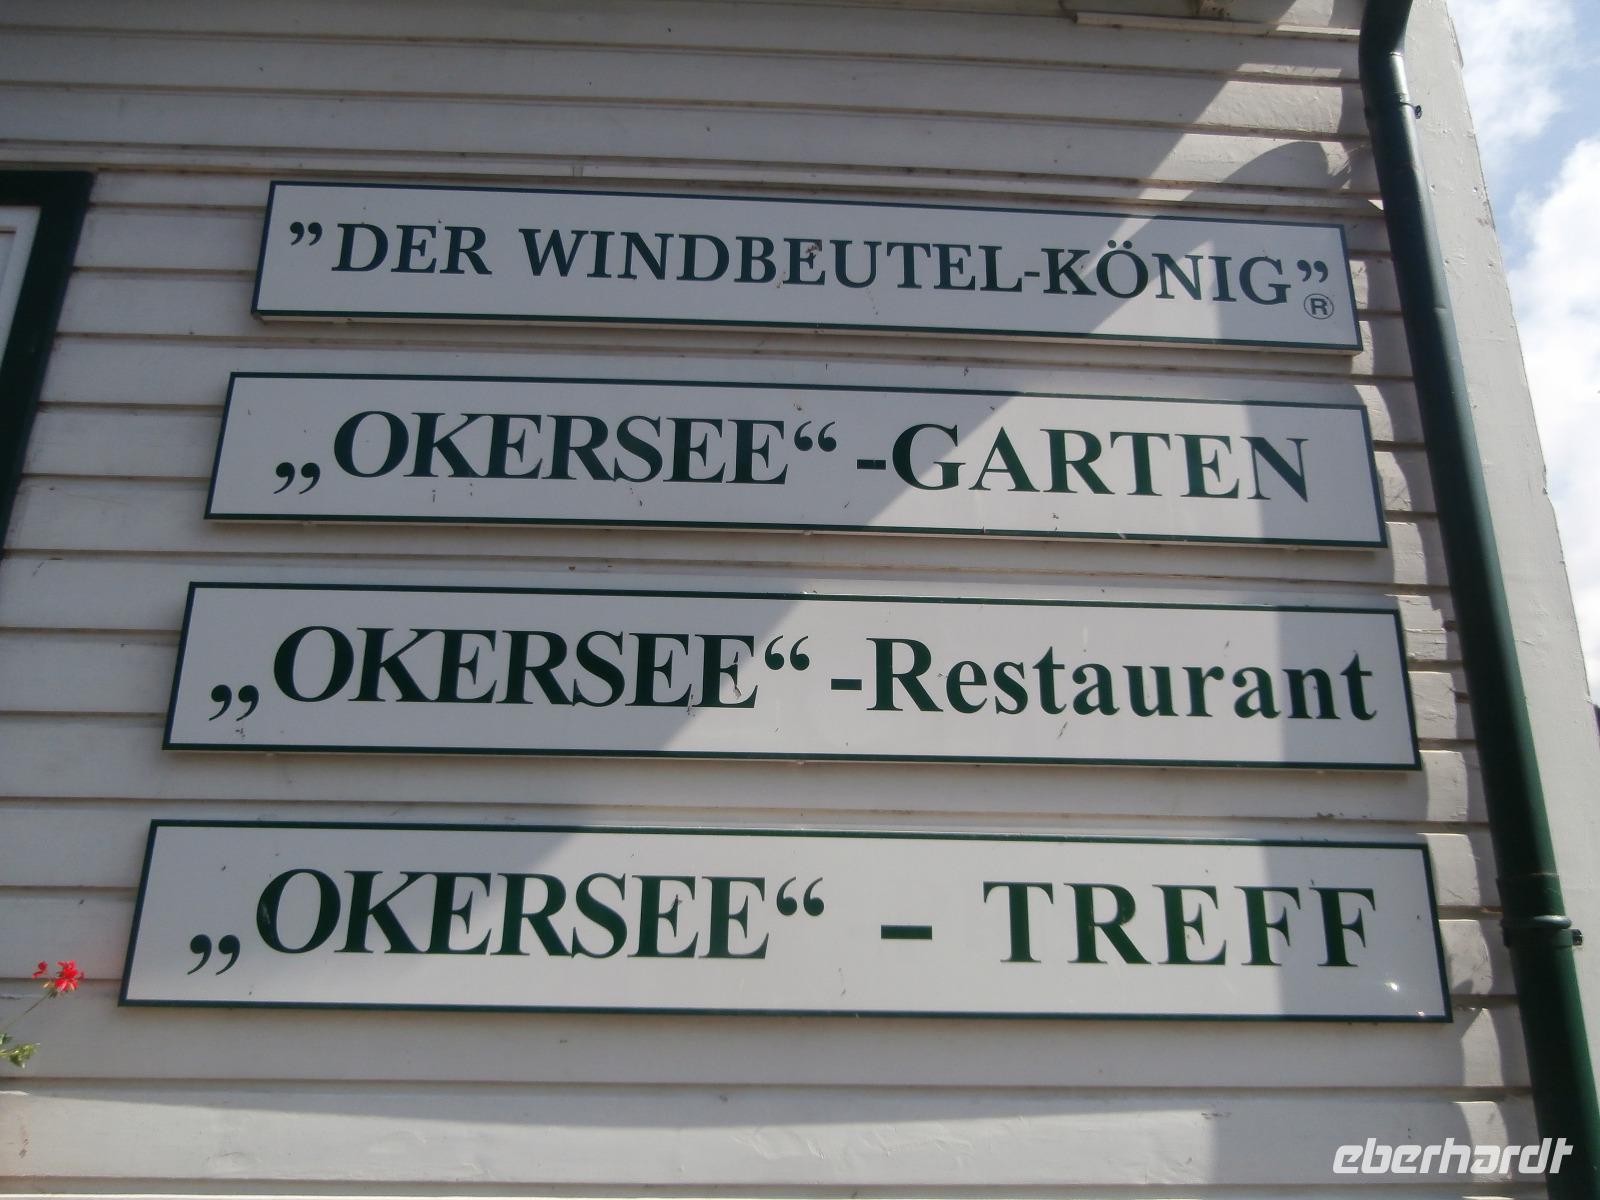 ”DER WINDBEUTEL-KÖNIG”®
„OKERSEE“-GARTEN
„OKERSEE“-Restaurant
„OKERSEE“ - TREFF
eberhardt